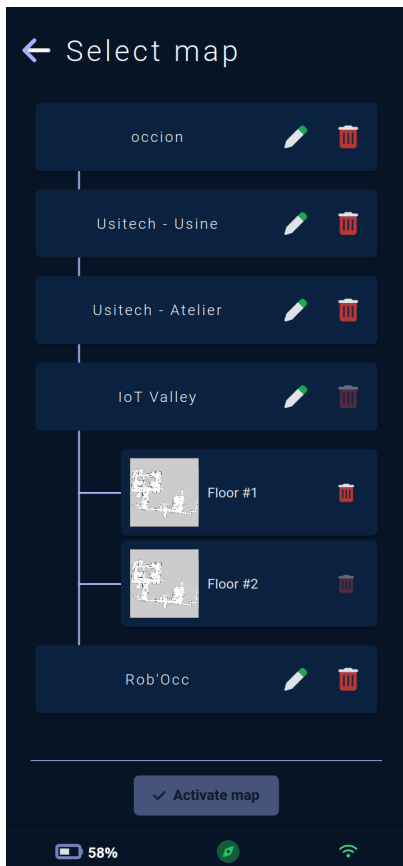 Select map
occion
Usitech - Usine
Usitech - Atelier
IoT Valley
Floor #1
Floor #2
Rob'Occ
Activate map
58%